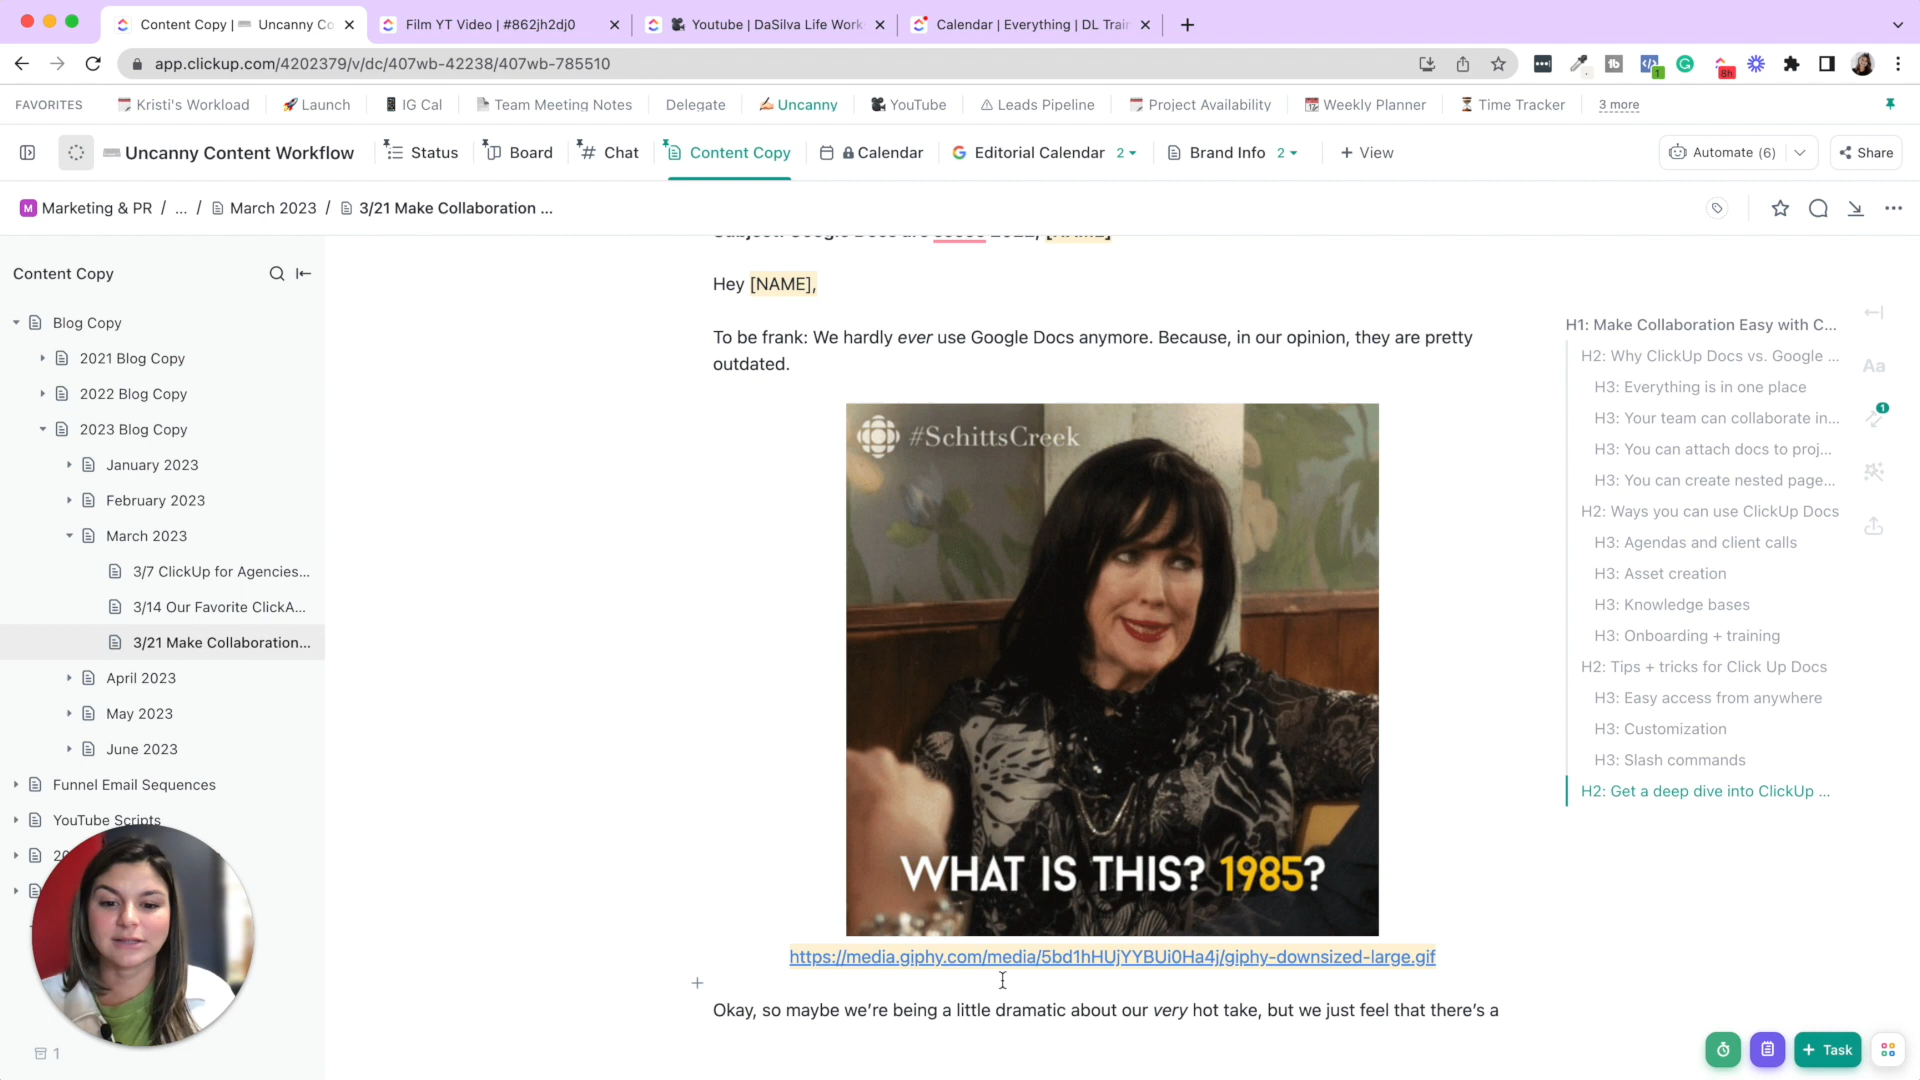 Content Copy | Uncanny Co
Film YT Video | #862jh2dj0
Youtube | DaSilva Life Work
Calendar | Everything | DL Trai
app.clickup.com/4202379/v/dc/407wb-42238/407wb-785510
1
8h
FAVORITES
Kristi's Workload
Launch
IG Cal
Team Meeting Notes
Delegate
Uncanny
YouTube
Leads Pipeline
Project Availability
Weekly Planner
Time Tracker
3 more
Uncanny Content Workflow
Status
Board
Chat
Content Copy
Calendar
Editorial Calendar 2
Brand Info 2
+ View
Automate (6)
Share
M Marketing & PR / ... / March 2023 / 3/21 Make Collaboration ...
Content Copy
Blog Copy
2021 Blog Copy
2022 Blog Copy
2023 Blog Copy
January 2023
February 2023
March 2023
3/7 ClickUp for Agencies...
3/14 Our Favorite ClickA...
3/21 Make Collaboration...
April 2023
May 2023
June 2023
Funnel Email Sequences
YouTube Scripts
1
Hey [NAME],
To be frank: We hardly ever use Google Docs anymore. Because, in our opinion, they are pretty
outdated.
#SchittsCreek
WHAT IS THIS? 1985?
https://media.giphy.com/media/5bd1hHUjYYBUi0Ha4j/giphy-downsized-large.gif
Okay, so maybe we're being a little dramatic about our very hot take, but we just feel that there's a
H1: Make Collaboration Easy with C...
H2: Why ClickUp Docs vs. Google ...
H3: Everything is in one place
H3: Your team can collaborate in...
H3: You can attach docs to proj...
H3: You can create nested page...
H2: Ways you can use ClickUp Docs
H3: Agendas and client calls
H3: Asset creation
H3: Knowledge bases
H3: Onboarding + training
H2: Tips + tricks for Click Up Docs
H3: Easy access from anywhere
H3: Customization
H3: Slash commands
H2: Get a deep dive into ClickUp ...
Aa
1
+ Task